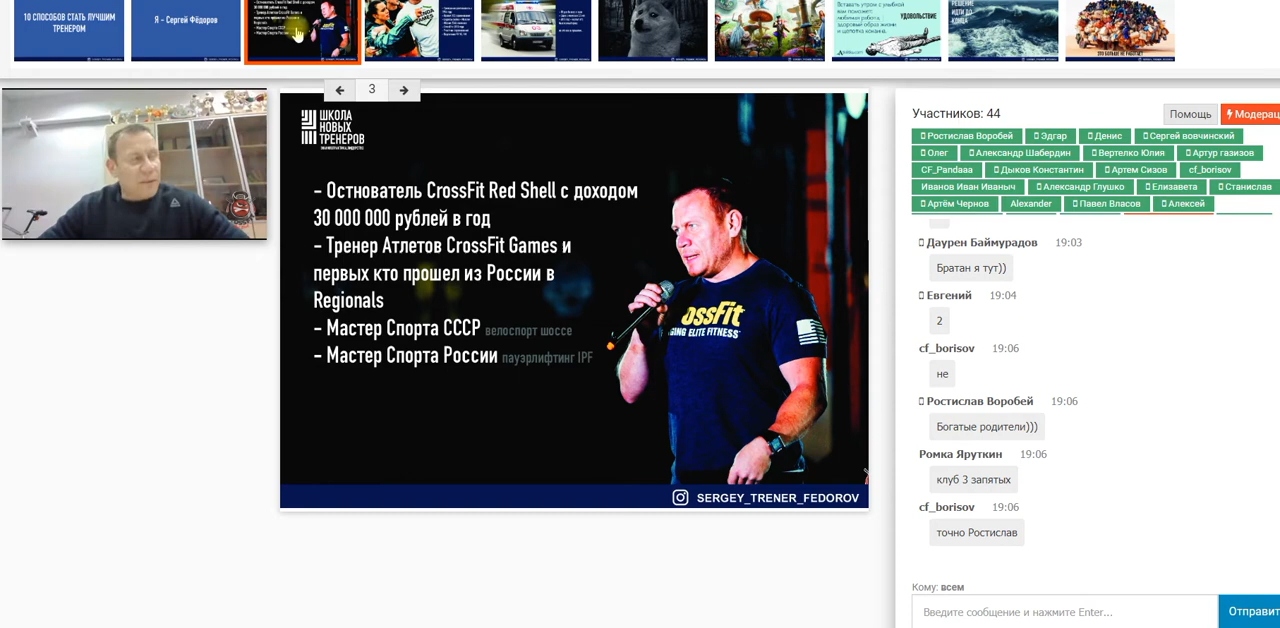 10 СПОСОБОВ СТАТЬ ЛУЧШИМ
ТРЕНЕРОМ
Я - Сергей Фёдоров
УДОВОЛЬСТВИЕ
3
ШКОЛА
НОВЫХ
ТРЕНЕРОВ
- Остнователь CrossFit Red Shell с доходом
30 000 000 рублей в год
- Тренер Атлетов CrossFit Games и
первых кто прошел из России в
Regionals
- Мастер Спорта СССР велоспорт шоссе
- Мастер Спорта России пауэрлифтинг IPF
ossFit
GING ELITE FITNESS
SERGEY_TRENER_FEDOROV
Участников: 44
Помощь
Модерац
Ростислав Воробей Эдгар Денис Сергей вовчинский
Олег Александр Шабердин Вертелко Юлия Артур газизов
CF_Pandaaa Дыков Константин Артем Сизов cf_borisov
Иванов Иван Иваныч Александр Глушко Елизавета Станислав
Артём Чернов Alexander Павел Власов Алексей
Даурен Баймурадов 19:03
Братан я тут))
Евгений 19:04
2
cf_borisov 19:06
не
Ростислав Воробей 19:06
Богатые родители)))
Ромка Яруткин 19:06
клуб 3 запятых
cf_borisov 19:06
точно Ростислав
Кому: всем
Введите сообщение и нажмите Enter...
Отправит